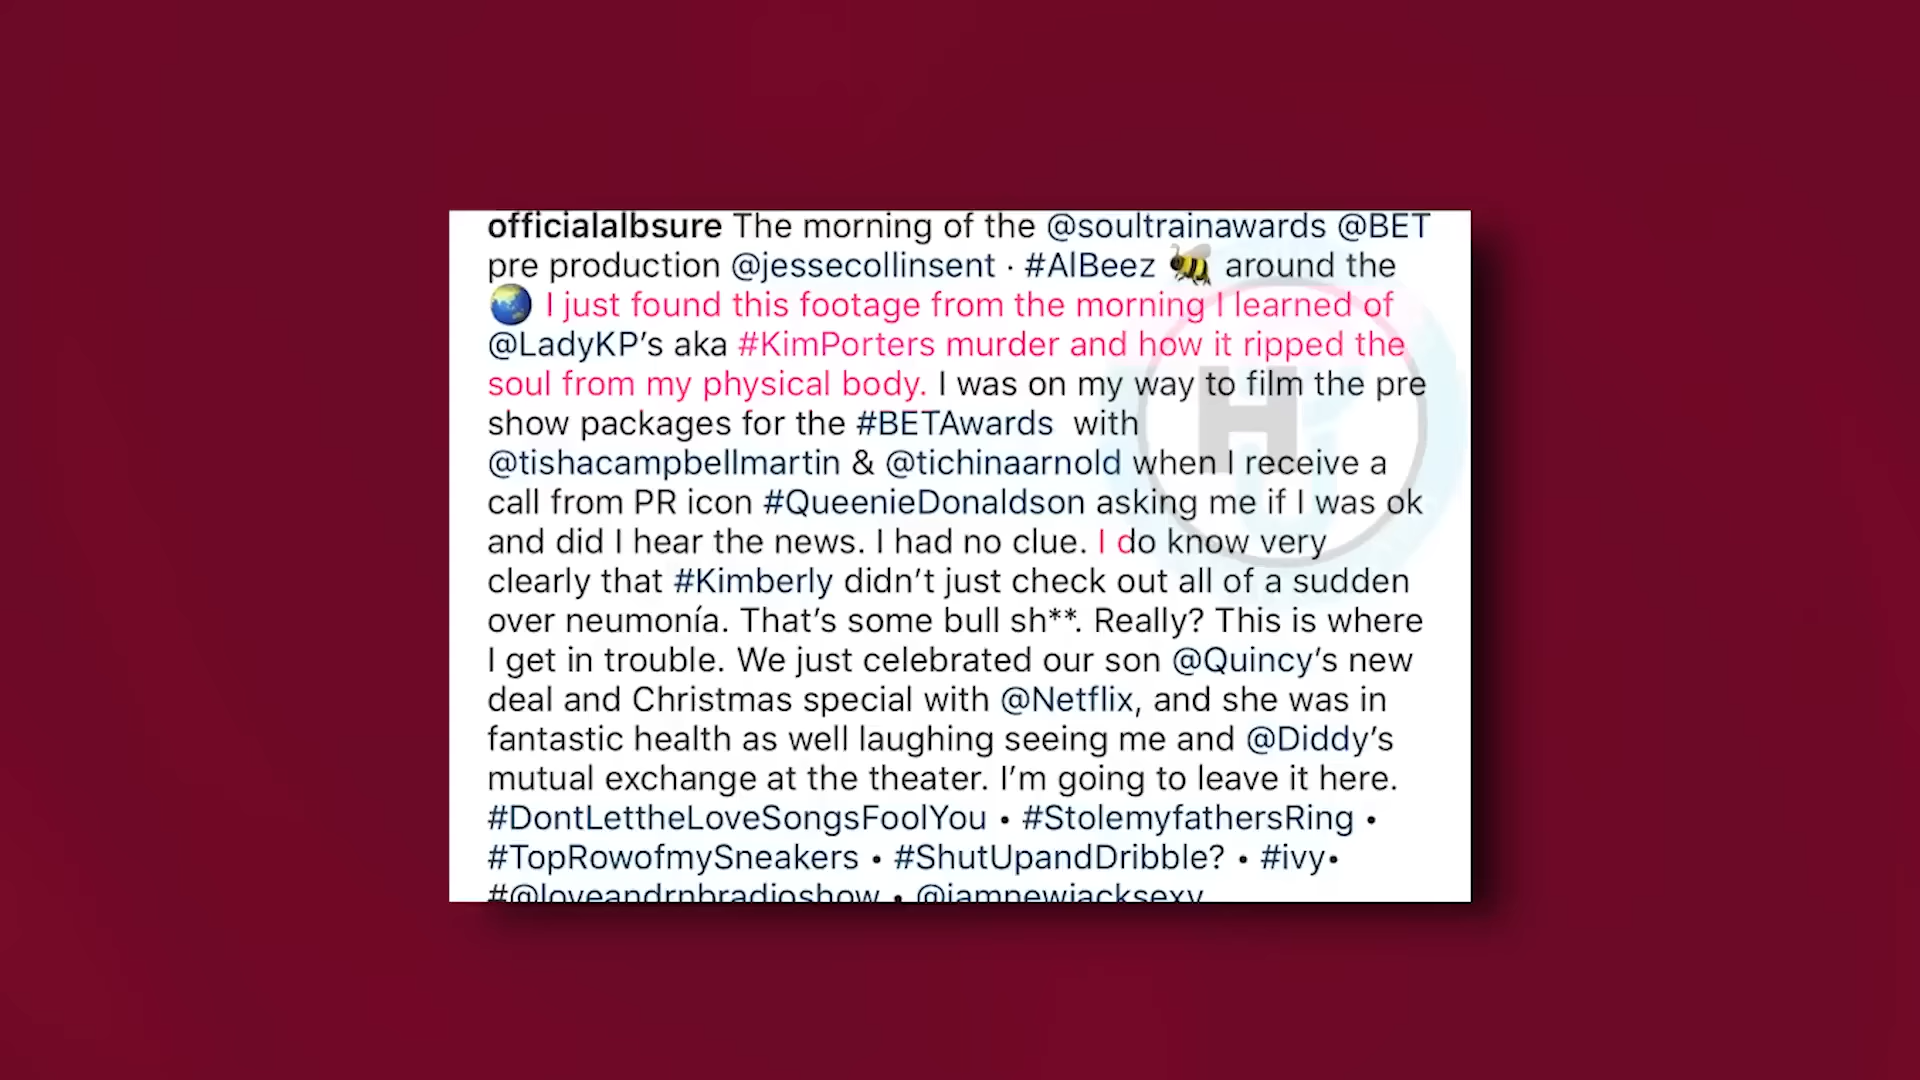 officialalbsure The morning of the @soultrainawards @BET
pre production @jessecollinsent · #AlBeez 🐝 around the
🌏 I just found this footage from the morning I learned of
@LadyKP’s aka #KimPorters murder and how it ripped the
soul from my physical body. I was on my way to film the pre
show packages for the #BETAwards with
@tishacampbellmartin & @tichinaarnold when I receive a
call from PR icon #QueenieDonaldson asking me if I was ok
and did I hear the news. I had no clue. I do know very
clearly that #Kimberly didn’t just check out all of a sudden
over neumonía. That’s some bull sh**. Really? This is where
I get in trouble. We just celebrated our son @Quincy’s new
deal and Christmas special with @Netflix, and she was in
fantastic health as well laughing seeing me and @Diddy’s
mutual exchange at the theater. I’m going to leave it here.
#DontLettheLoveSongsFoolYou • #StolemyfathersRing •
#TopRowofmySneakers • #ShutUpandDribble? • #ivy•
#@loveandrnbradioshow • @iamnewjacksexy